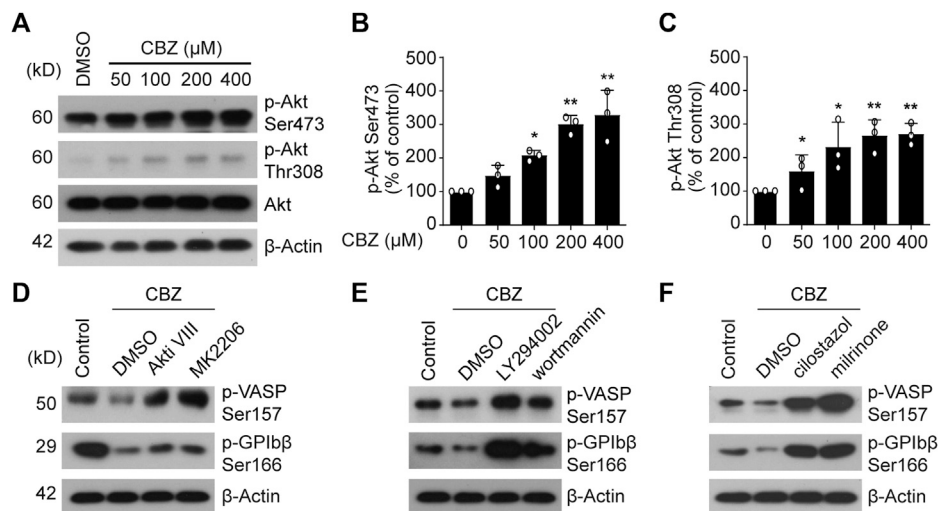 A
CBZ (μM)
(kD)
DMSO
50 100 200 400
60
p-Akt
Ser473
60
p-Akt
Thr308
60
Akt
42
β-Actin
B
p-Akt Ser473
(% of control)
500
400
300
200
100
0
*
**
**
CBZ (μM)
0 50 100 200 400
C
p-Akt Thr308
(% of control)
500
400
300
200
100
0
*
*
**
**
0 50 100 200 400
D
CBZ
(kD)
Control
DMSO
Akti VIII
MK2206
50
p-VASP
Ser157
29
p-GPIbβ
Ser166
42
β-Actin
E
CBZ
Control
DMSO
LY294002
wortmannin
p-VASP
Ser157
p-GPIbβ
Ser166
β-Actin
F
CBZ
Control
DMSO
cilostazol
milrinone
p-VASP
Ser157
p-GPIbβ
Ser166
β-Actin